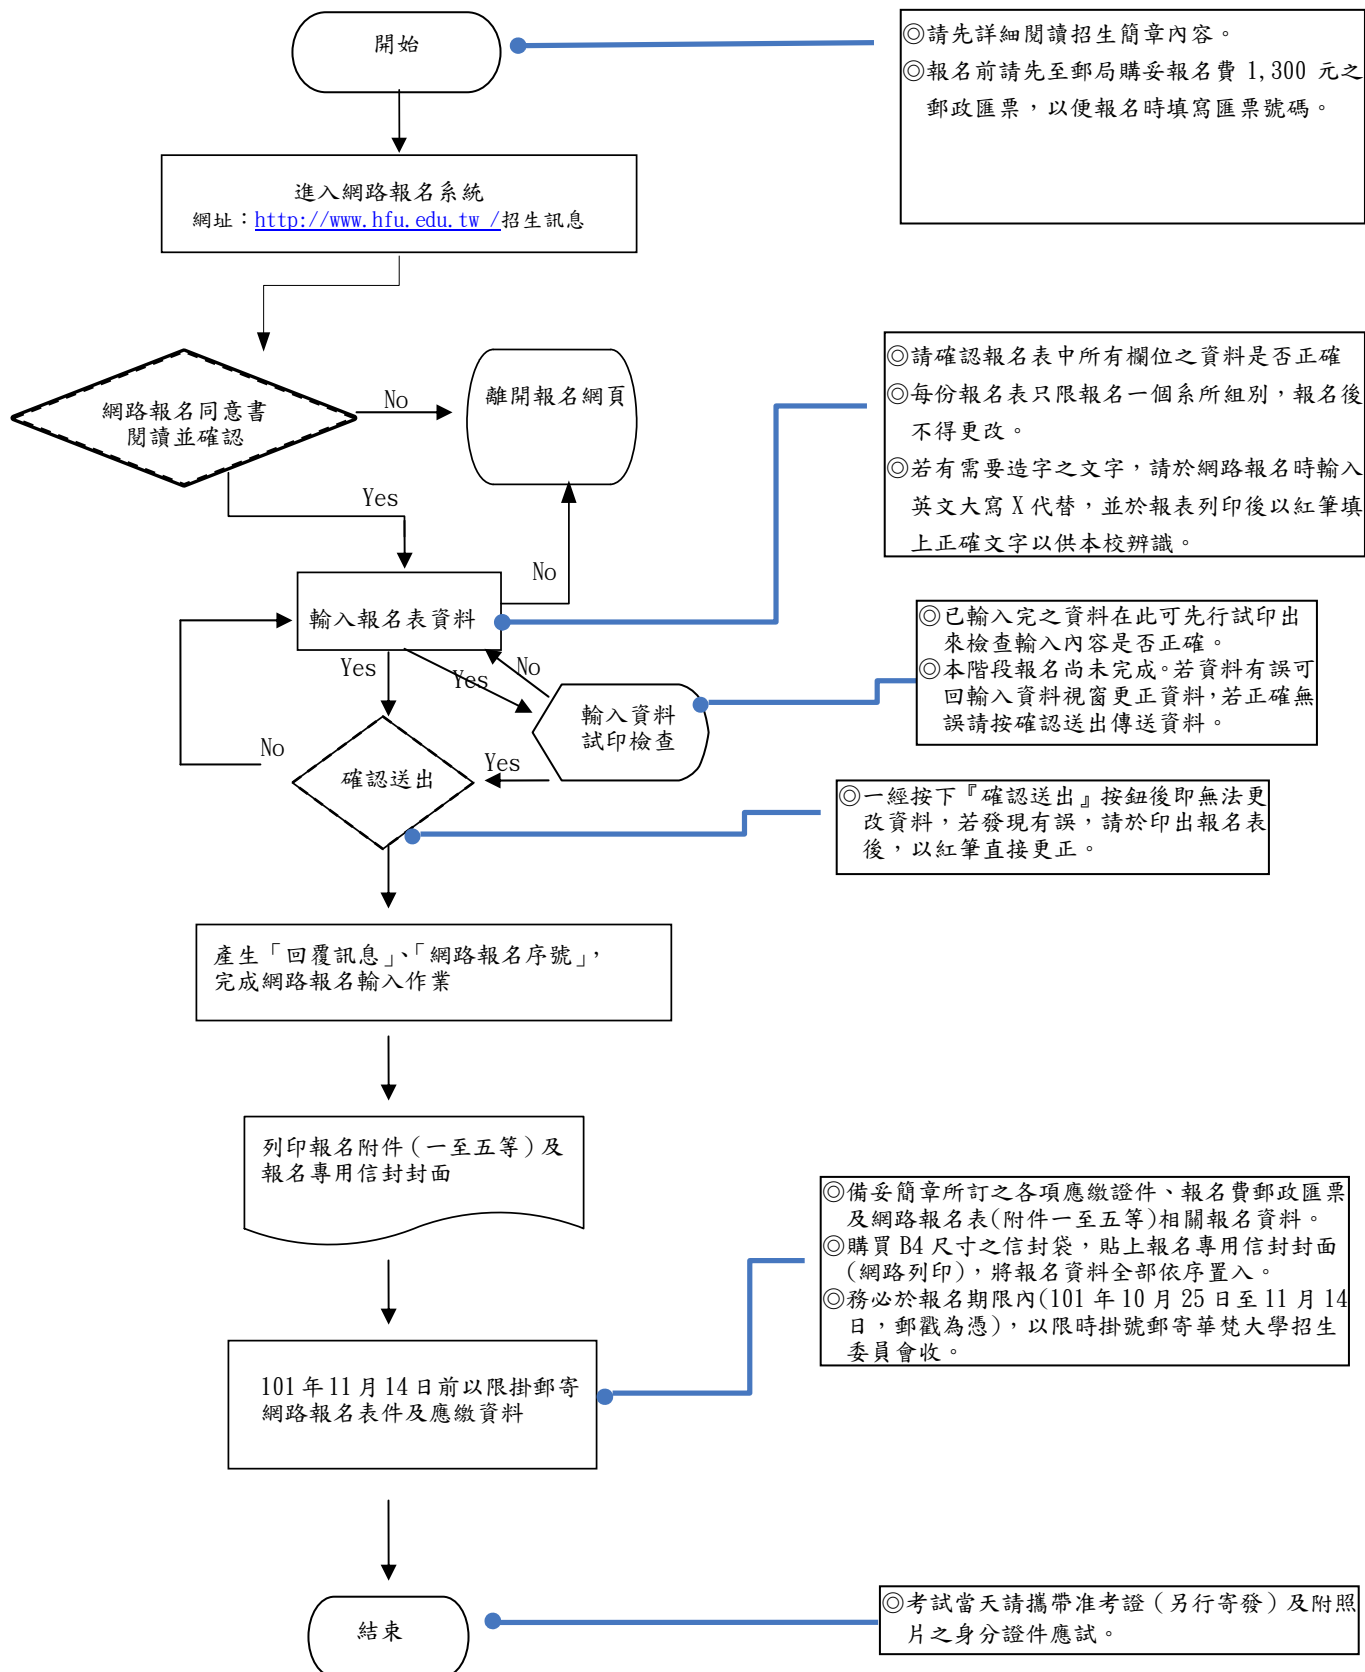 開始
◎請先詳細閱讀招生簡章內容。
◎報名前請先至郵局購妥報名費 1,300 元之
郵政匯票，以便報名時填寫匯票號碼。
進入網路報名系統
網址：http://www.hfu.edu.tw /招生訊息
◎請確認報名表中所有欄位之資料是否正確
◎每份報名表只限報名一個系所組別，報名後
不得更改。
◎若有需要造字之文字，請於網路報名時輸入
英文大寫 X 代替，並於報表列印後以紅筆填
上正確文字以供本校辨識。
網路報名同意書
閱讀並確認
No
離開報名網頁
Yes
No
輸入報名表資料
◎已輸入完之資料在此可先行試印出
來檢查輸入內容是否正確。
◎本階段報名尚未完成。若資料有誤可
回輸入資料視窗更正資料，若正確無
誤請按確認送出傳送資料。
Yes
Yes
No
輸入資料
試印檢查
No
Yes
確認送出
◎一經按下『確認送出』按鈕後即無法更
改資料，若發現有誤，請於印出報名表
後，以紅筆直接更正。
產生「回覆訊息」、「網路報名序號」，
完成網路報名輸入作業
列印報名附件（一至五等）及
報名專用信封封面
◎備妥簡章所訂之各項應繳證件、報名費郵政匯票
及網路報名表(附件一至五等)相關報名資料。
◎購買 B4 尺寸之信封袋，貼上報名專用信封封面
(網路列印)，將報名資料全部依序置入。
◎務必於報名期限內(101 年 10 月 25 日至 11 月 14
日，郵戳為憑)，以限時掛號郵寄華梵大學招生
委員會收。
101 年 11 月 14 日前以限掛郵寄
網路報名表件及應繳資料
結束
◎考試當天請攜帶准考證（另行寄發）及附照
片之身分證件應試。